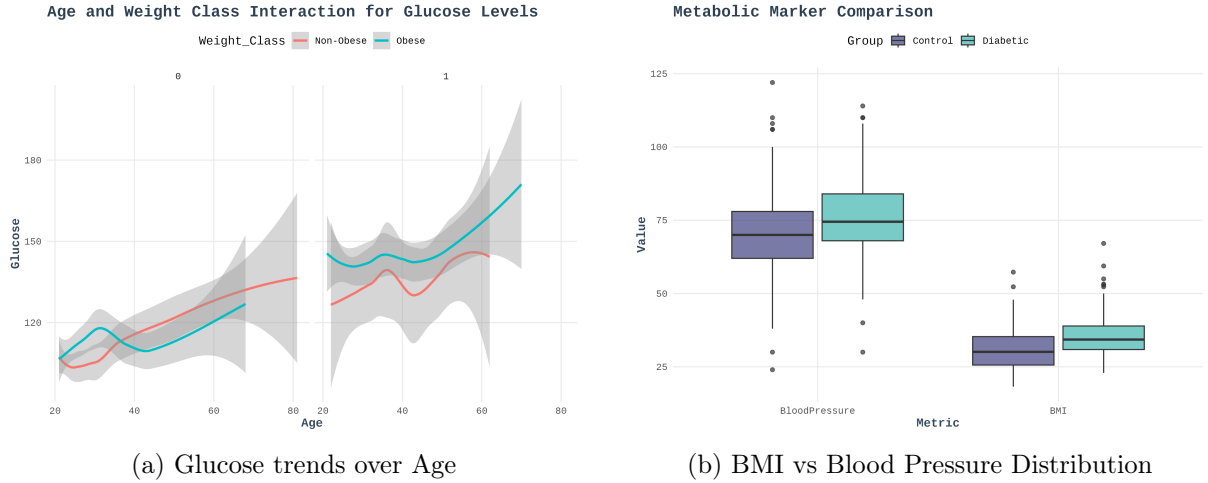 Age and Weight Class Interaction for Glucose Levels
Weight_Class Non-Obese Obese
0 1
Glucose
180
150
120
20 40 60 80 20 40 60 80
Age
(a) Glucose trends over Age
Metabolic Marker Comparison
Group Control Diabetic
Value
125
100
75
50
25
BloodPressure BMI
Metric
(b) BMI vs Blood Pressure Distribution